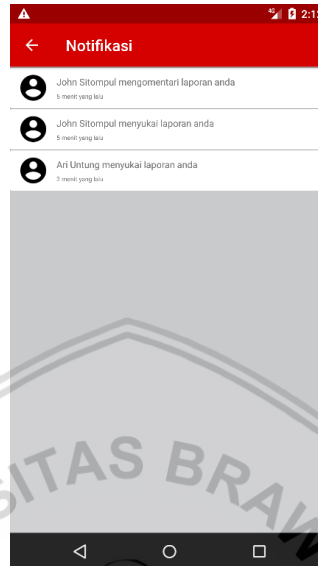 4G 2:1
Notifikasi
John Sitompul mengomentari laporan anda
5 menit yang lalu
John Sitompul menyukai laporan anda
5 menit yang lalu
Ari Untung menyukai laporan anda
menit yang lalu
SITAS BRAW